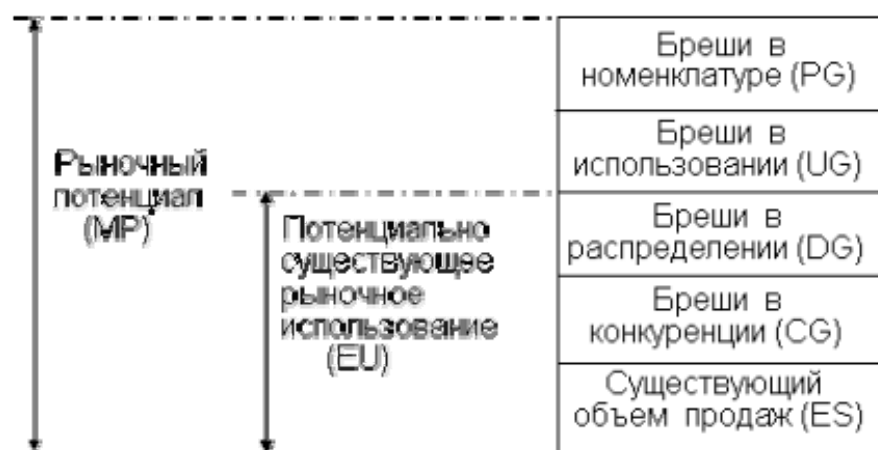 Рыночный
потенциал
(MP)
Потенциально
существующее
рыночное
использование
(EU)
Бреши в
номенклатуре (PG)
Бреши в
использовании (UG)
Бреши в
распределении (DG)
Бреши в
конкуренции (CG)
Существующий
объем продаж (ES)